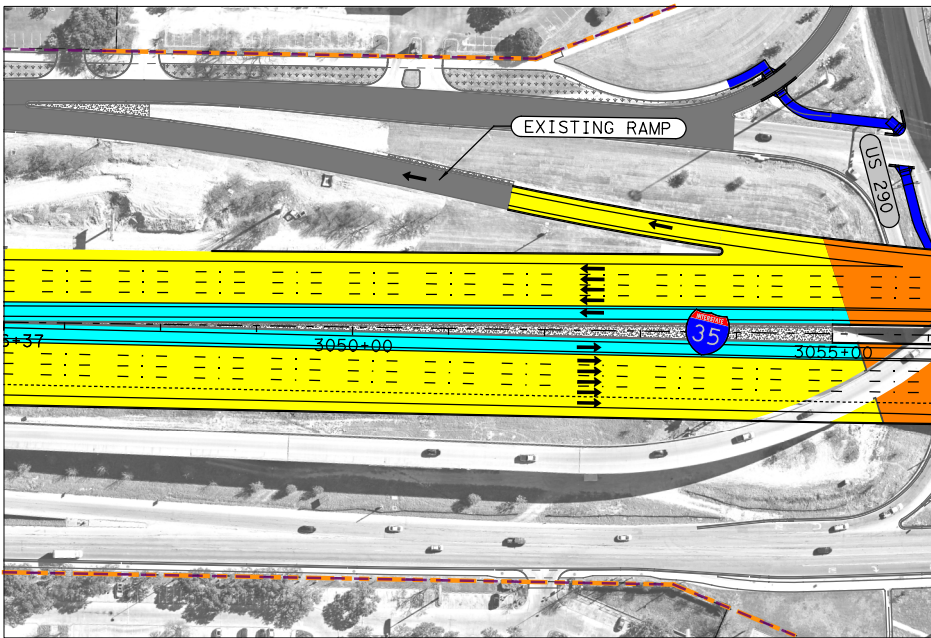 EXISTING RAMP
US 290
INTERSTATE
35
3050+00
3055+00